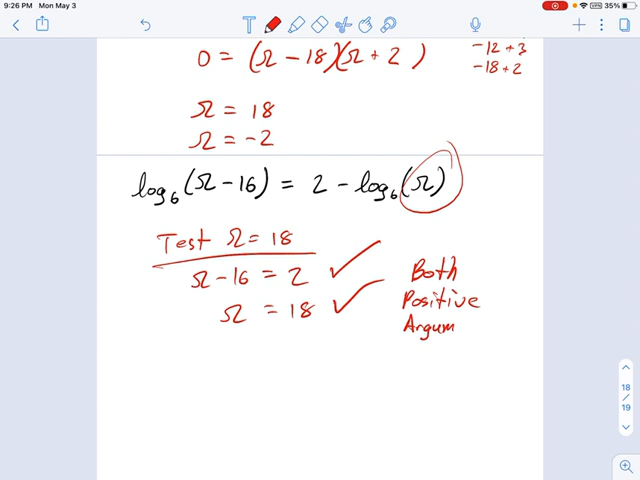 9:26 PM Mon May 3
VPN 35%
0 = (Ω − 18)(Ω + 2)
−12 + 3
−18 + 2
Ω = 18
Ω = −2
log₆(Ω − 16) = 2 − log₆(Ω)
Test Ω = 18
Ω − 16 = 2 ✓
Ω = 18 ✓
Both
Positive
Argum
18
/
19